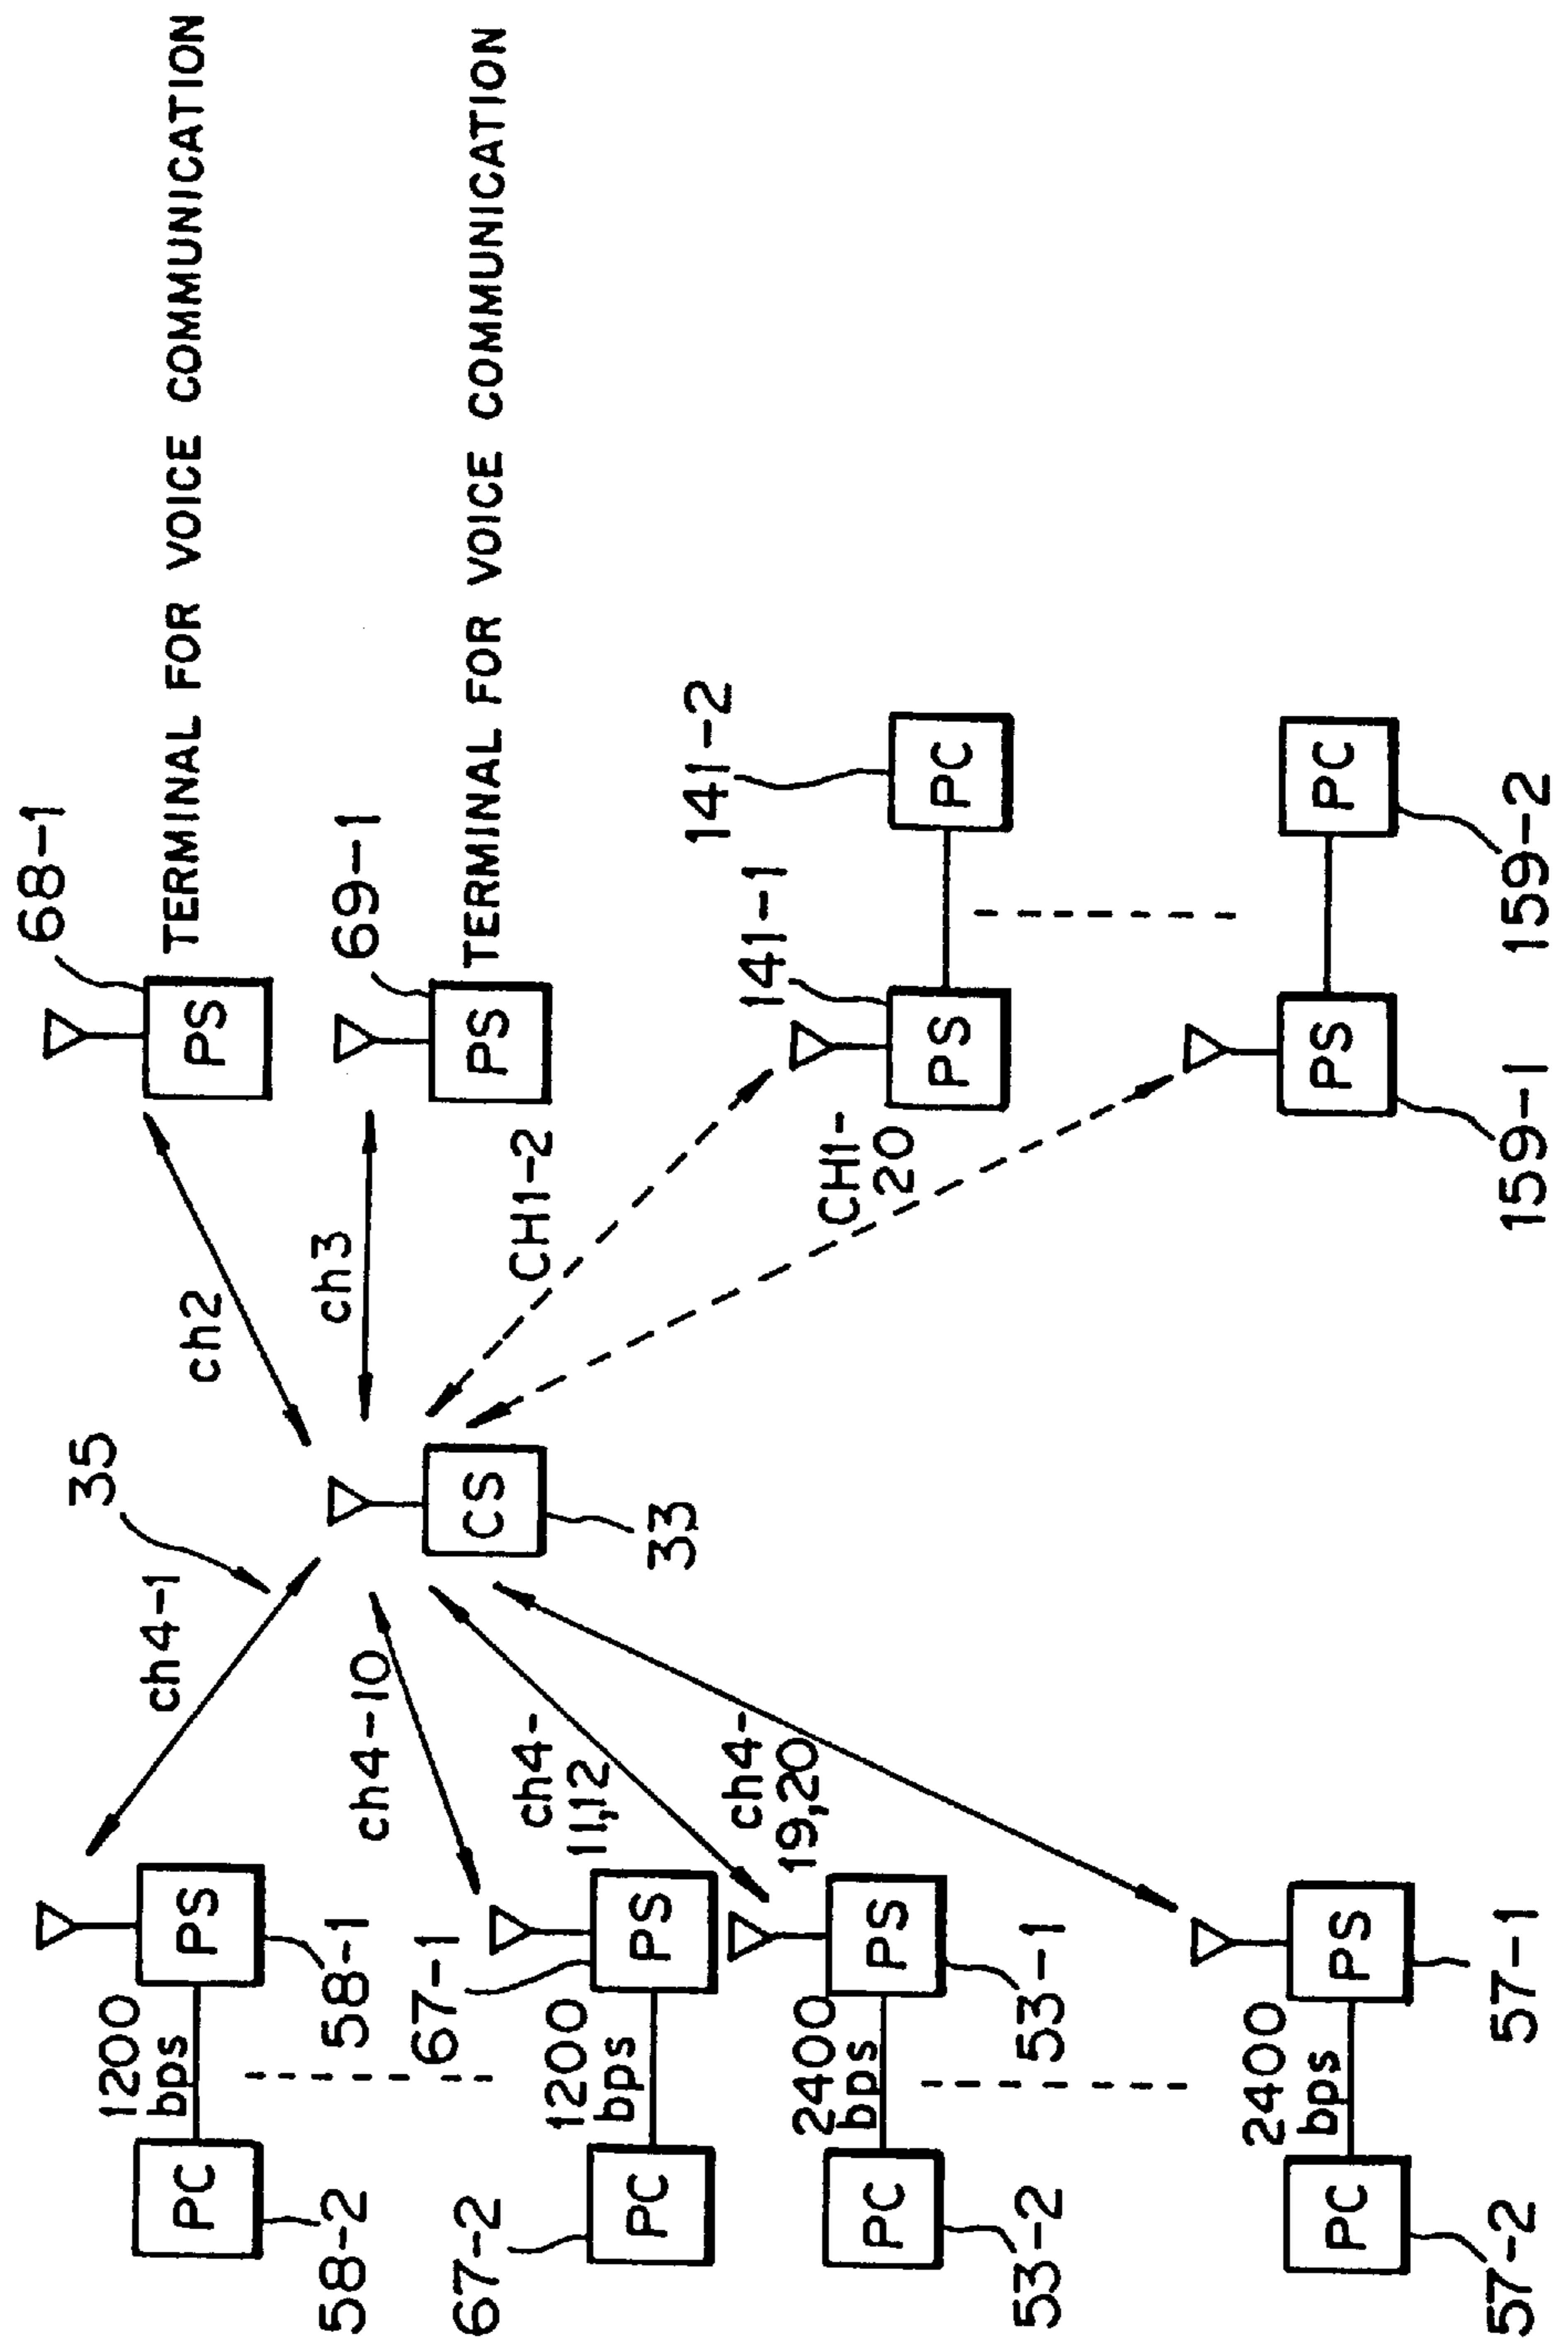 35
68-1
58-2
PC
1200
bps
PS
58-1
ch4-1
ch2
PS
TERMINAL FOR VOICE COMMUNICATION
67-2
PC
1200
bps
67-1
PS
ch4-10
CS
33
ch3
69-1
PS
TERMINAL FOR VOICE COMMUNICATION
53-2
PC
2400
bps
PS
53-1
ch4-
11,12
CH1-2
141-1
PS
141-2
PC
57-2
PC
2400
bps
PS
57-1
ch4-
19,20
CH1-
20
159-1
PS
159-2
PC